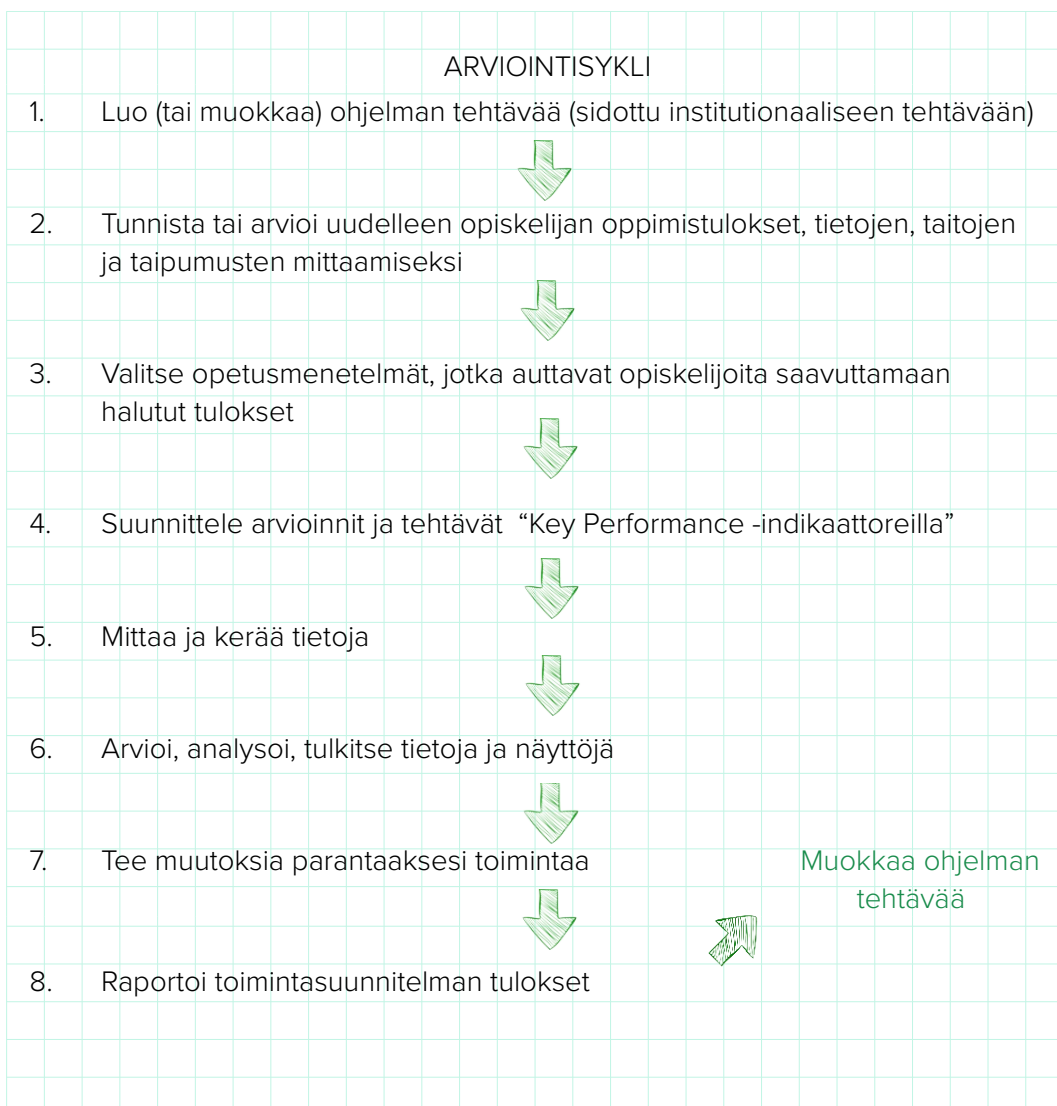 ARVIOINTISYKLI
1. Luo (tai muokkaa) ohjelman tehtävää (sidottu institutionaaliseen tehtävään)
2. Tunnista tai arvioi uudelleen opiskelijan oppimistulokset, tietojen, taitojen
ja taipumusten mittaamiseksi
3. Valitse opetusmenetelmät, jotka auttavat opiskelijoita saavuttamaan
halutut tulokset
4. Suunnittele arvioinnit ja tehtävät “Key Performance -indikaattoreilla”
5. Mittaa ja kerää tietoja
6. Arvioi, analysoi, tulkitse tietoja ja näyttöjä
7. Tee muutoksia parantaaksesi toimintaa
Muokkaa ohjelman
tehtävää
8. Raportoi toimintasuunnitelman tulokset